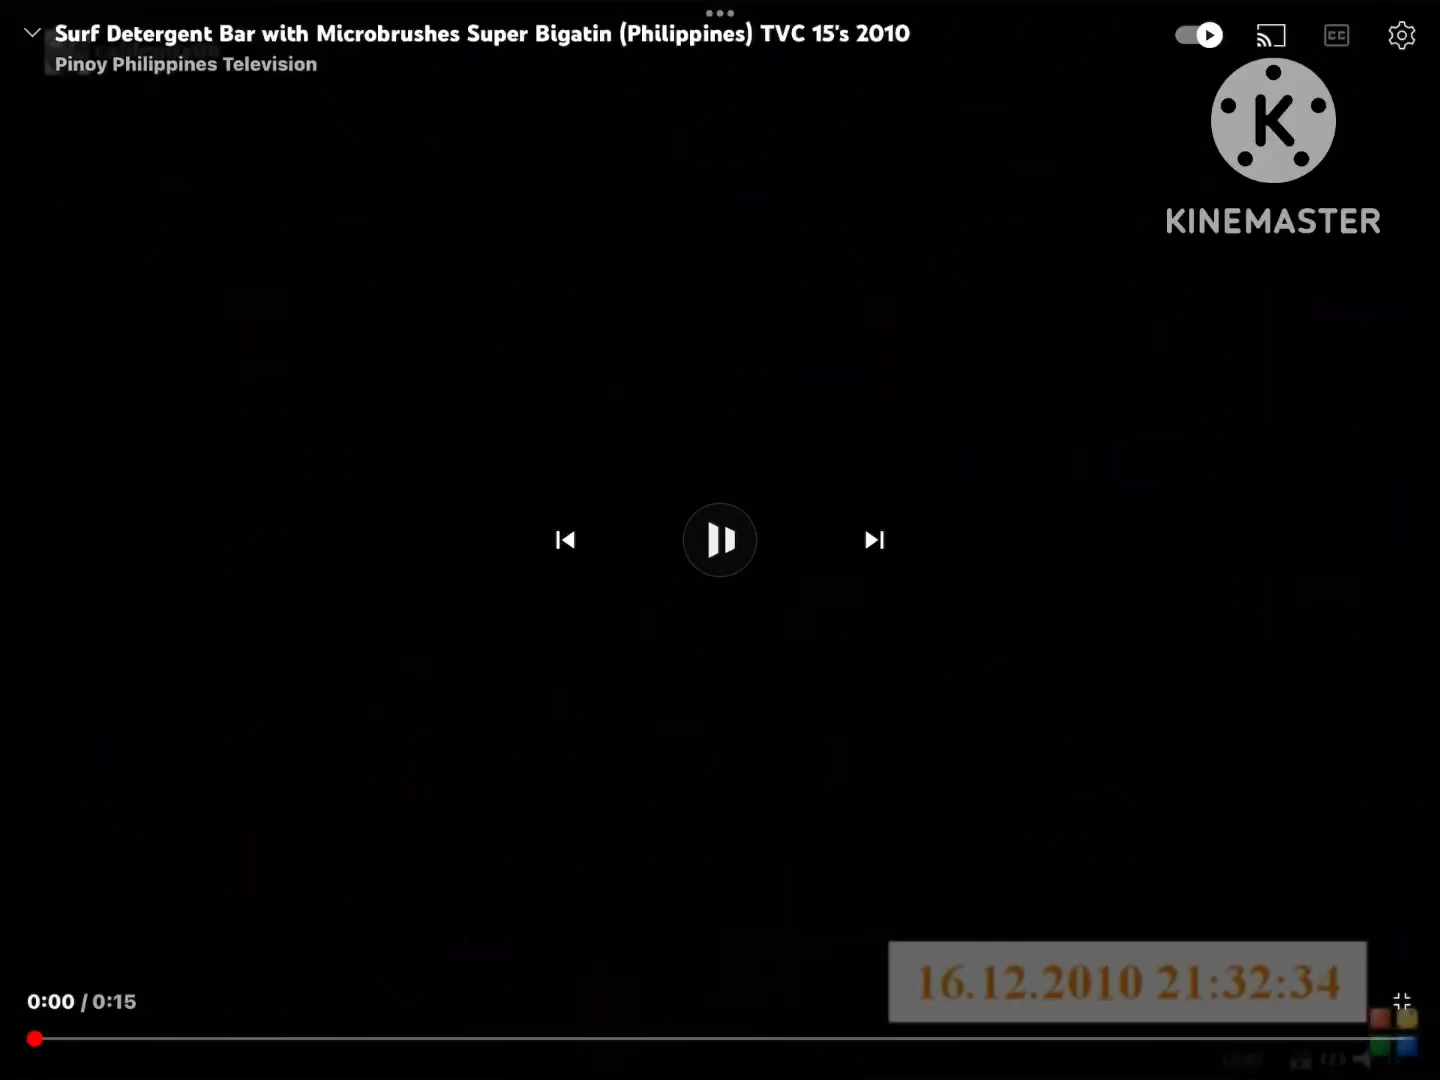 Surf Detergent Bar with Microbrushes Super Bigatin (Philippines) TVC 15's 2010
Pinoy Philippines Television
CC
K
KINEMASTER
16.12.2010 21:32:34
0:00 / 0:15